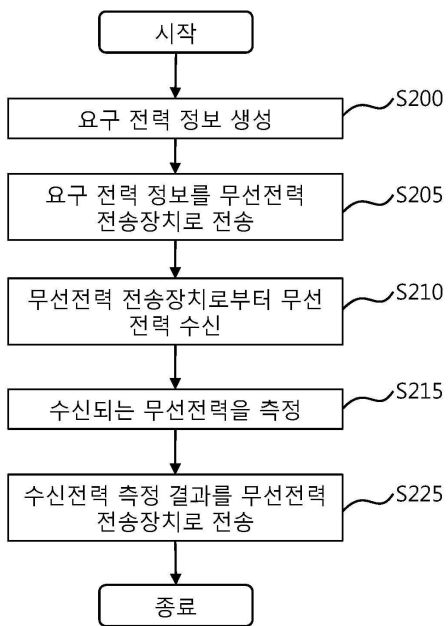 시작
요구 전력 정보 생성
S200
요구 전력 정보를 무선전력
전송장치로 전송
S205
무선전력 전송장치로부터 무선
전력 수신
S210
수신되는 무선전력을 측정
S215
수신전력 측정 결과를 무선전력
전송장치로 전송
S225
종료